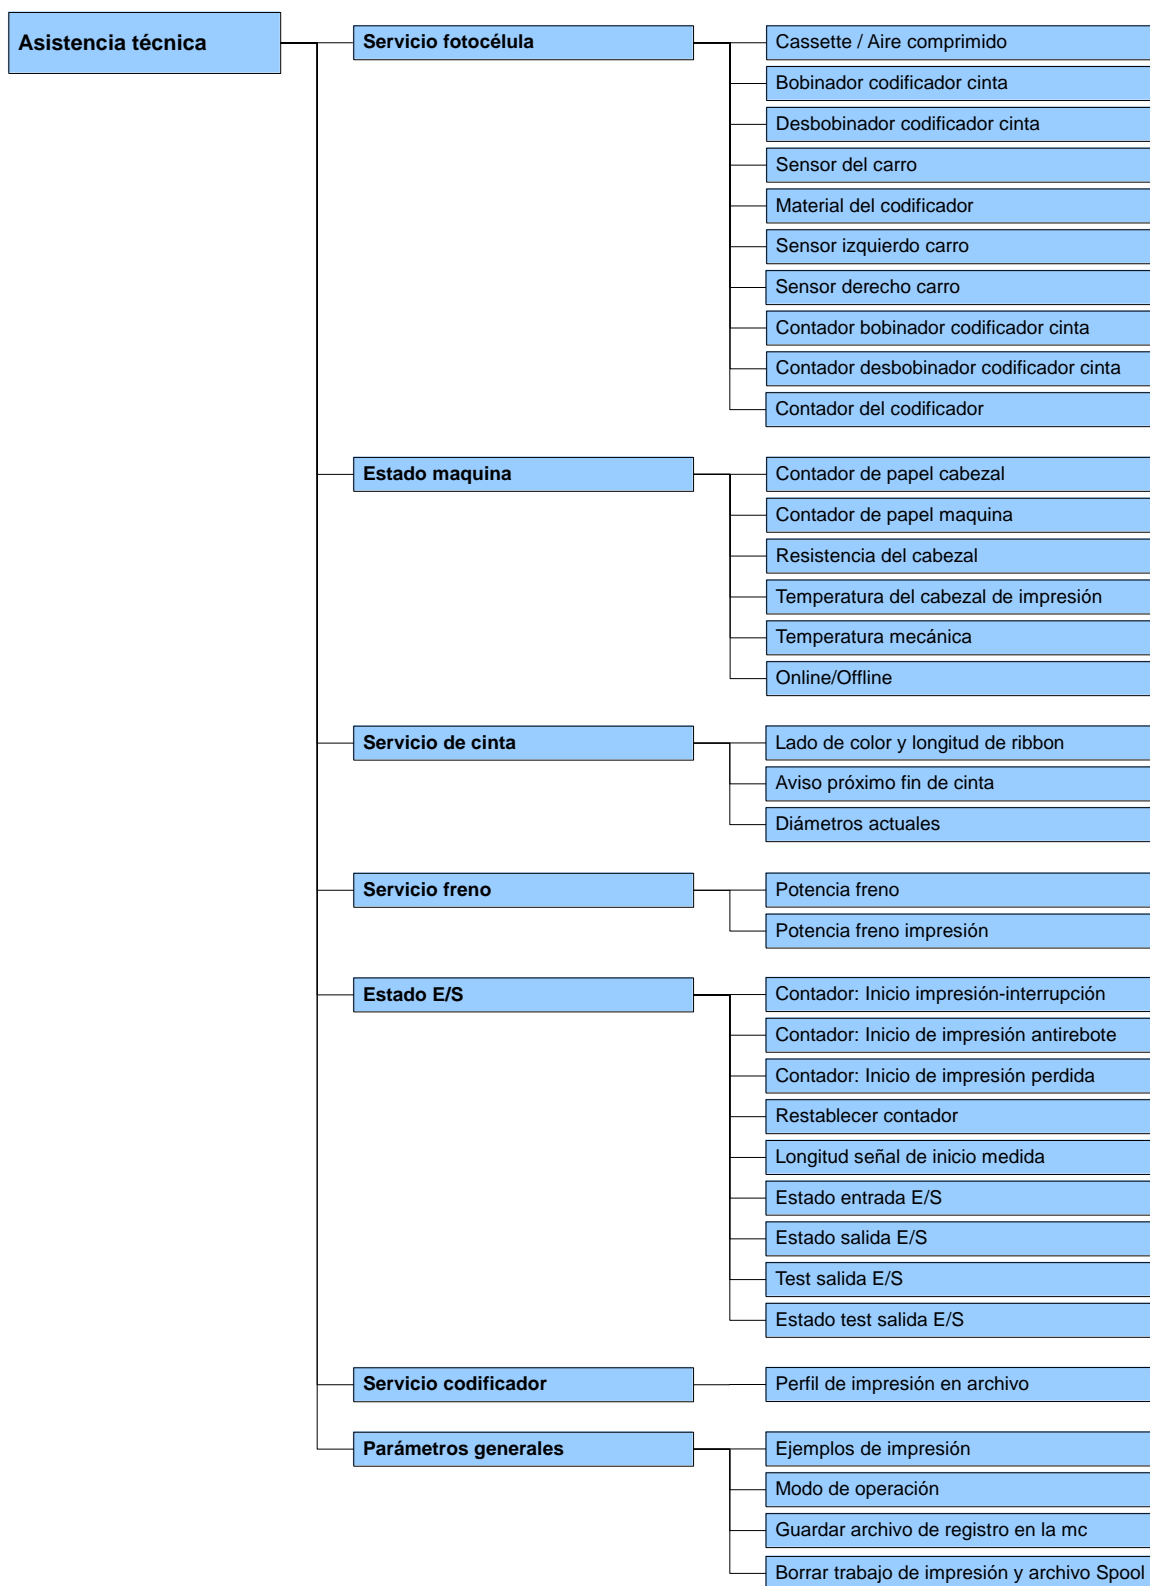 Asistencia técnica
Servicio fotocélula
Cassette / Aire comprimido
Bobinador codificador cinta
Desbobinador codificador cinta
Sensor del carro
Material del codificador
Sensor izquierdo carro
Sensor derecho carro
Contador bobinador codificador cinta
Contador desbobinador codificador cinta
Contador del codificador
Estado maquina
Contador de papel cabezal
Contador de papel maquina
Resistencia del cabezal
Temperatura del cabezal de impresión
Temperatura mecánica
Online/Offline
Servicio de cinta
Lado de color y longitud de ribbon
Aviso próximo fin de cinta
Diámetros actuales
Servicio freno
Potencia freno
Potencia freno impresión
Estado E/S
Contador: Inicio impresión-interrupción
Contador: Inicio de impresión antirebote
Contador: Inicio de impresión perdida
Restablecer contador
Longitud señal de inicio medida
Estado entrada E/S
Estado salida E/S
Test salida E/S
Estado test salida E/S
Servicio codificador
Perfil de impresión en archivo
Parámetros generales
Ejemplos de impresión
Modo de operación
Guardar archivo de registro en la mc
Borrar trabajo de impresión y archivo Spool